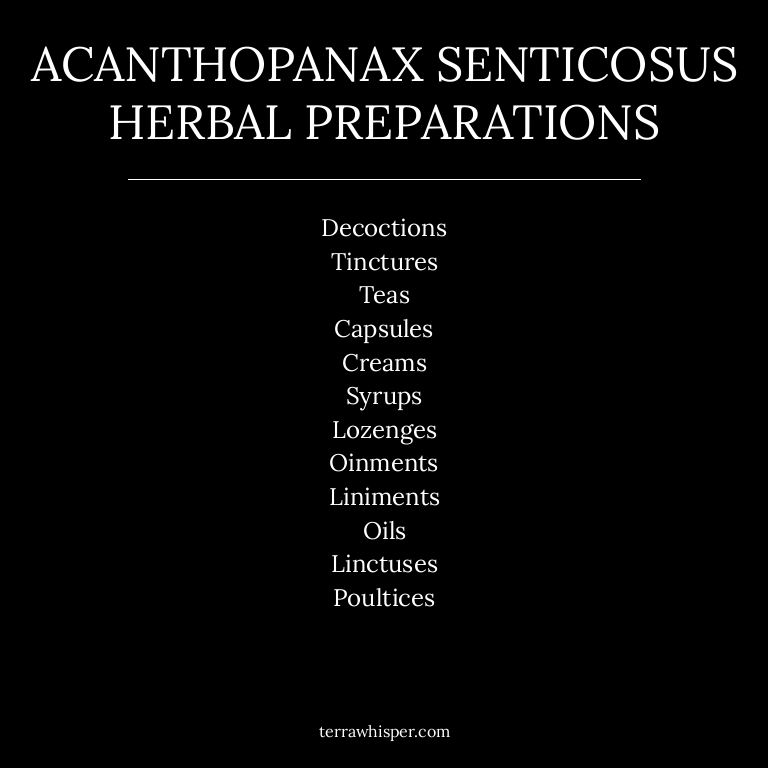 ACANTHOPANAX SENTICOSUS
HERBAL PREPARATIONS
Decoctions
Tinctures
Teas
Capsules
Creams
Syrups
Lozenges
Oinments
Liniments
Oils
Linctuses
Poultices
terrawhisper.com